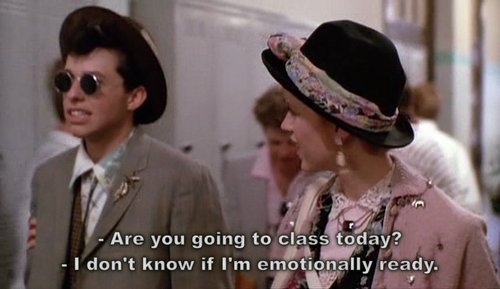 - Are you going to class today?
- I don't know if I'm emotionally ready.